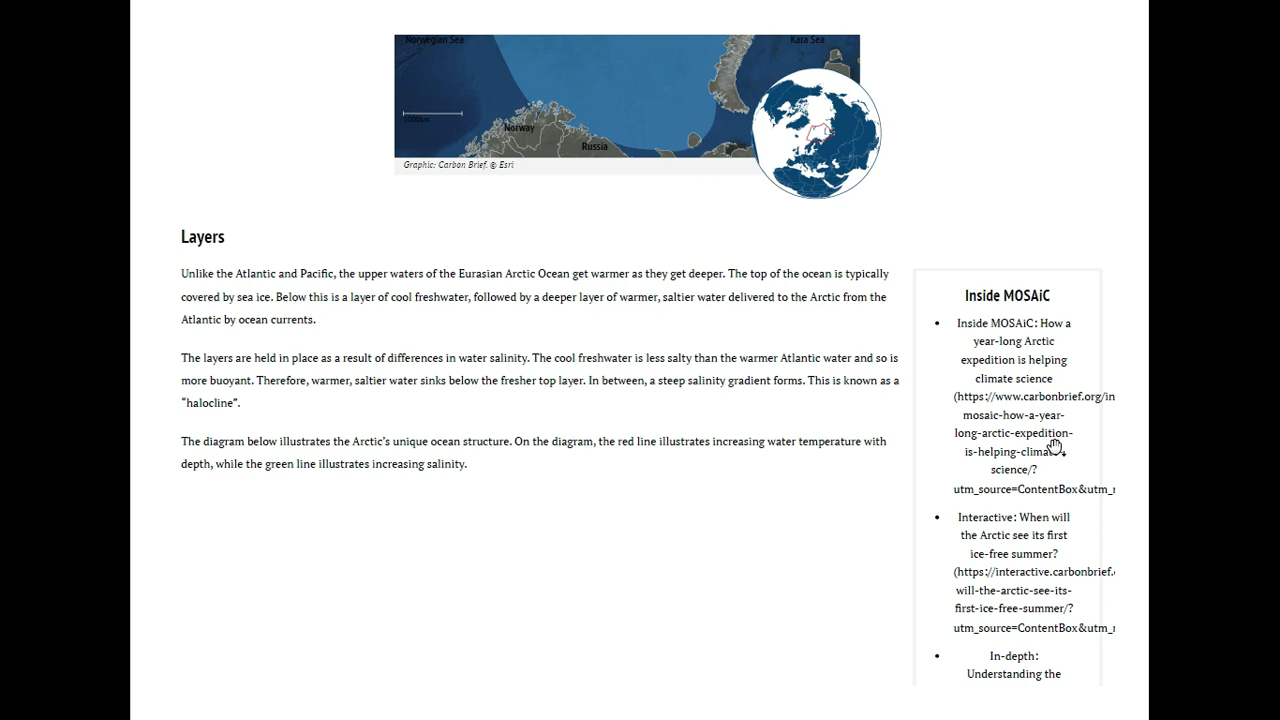 Norwegian Sea
Kara Sea
1000km
Norway
Russia
Graphic: Carbon Brief. © Esri
Layers
Unlike the Atlantic and Pacific, the upper waters of the Eurasian Arctic Ocean get warmer as they get deeper. The top of the ocean is typically
covered by sea ice. Below this is a layer of cool freshwater, followed by a deeper layer of warmer, saltier water delivered to the Arctic from the
Atlantic by ocean currents.
The layers are held in place as a result of differences in water salinity. The cool freshwater is less salty than the warmer Atlantic water and so is
more buoyant. Therefore, warmer, saltier water sinks below the fresher top layer. In between, a steep salinity gradient forms. This is known as a
“halocline”.
The diagram below illustrates the Arctic’s unique ocean structure. On the diagram, the red line illustrates increasing water temperature with
depth, while the green line illustrates increasing salinity.
Inside MOSAiC
• Inside MOSAiC: How a
year-long Arctic
expedition is helping
climate science
(https://www.carbonbrief.org/in
mosaic-how-a-year-
long-arctic-expedition-
is-helping-climate-
science/?
utm_source=ContentBox&utm_
• Interactive: When will
the Arctic see its first
ice-free summer?
(https://interactive.carbonbrief.
will-the-arctic-see-its-
first-ice-free-summer/?
utm_source=ContentBox&utm_
• In-depth:
Understanding the